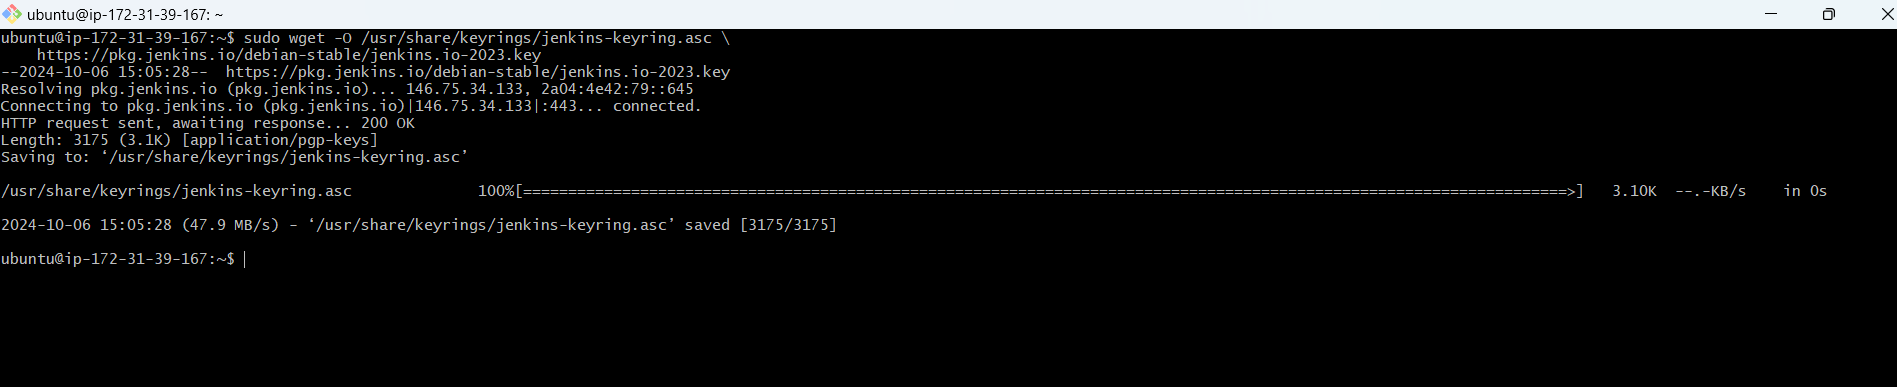 ubuntu@ip-172-31-39-167: ~
ubuntu@ip-172-31-39-167:~$ sudo wget -O /usr/share/keyrings/jenkins-keyring.asc \
    https://pkg.jenkins.io/debian-stable/jenkins.io-2023.key
--2024-10-06 15:05:28--  https://pkg.jenkins.io/debian-stable/jenkins.io-2023.key
Resolving pkg.jenkins.io (pkg.jenkins.io)... 146.75.34.133, 2a04:4e42:79::645
Connecting to pkg.jenkins.io (pkg.jenkins.io)|146.75.34.133|:443... connected.
HTTP request sent, awaiting response... 200 OK
Length: 3175 (3.1K) [application/pgp-keys]
Saving to: ‘/usr/share/keyrings/jenkins-keyring.asc’
/usr/share/keyrings/jenkins-keyring.asc              100%[====================================================================================================================>]   3.10K  --.-KB/s    in 0s
2024-10-06 15:05:28 (47.9 MB/s) - ‘/usr/share/keyrings/jenkins-keyring.asc’ saved [3175/3175]
ubuntu@ip-172-31-39-167:~$